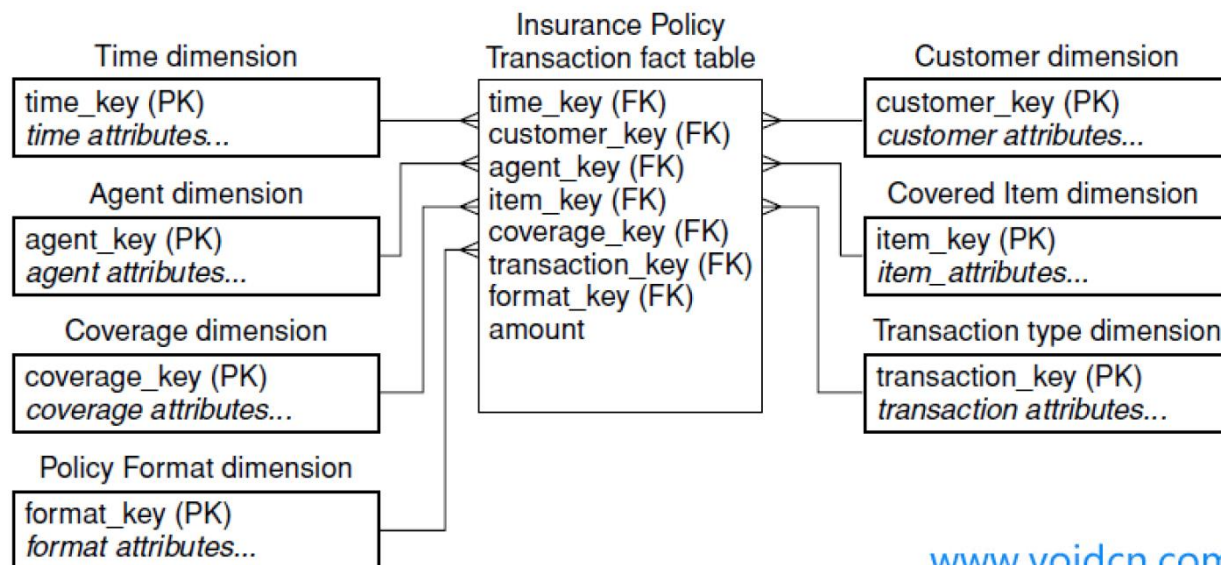 Insurance Policy
Transaction fact table
time_key (FK)
customer_key (FK)
agent_key (FK)
item_key (FK)
coverage_key (FK)
transaction_key (FK)
format_key (FK)
amount
Time dimension
time_key (PK)
time attributes...
Agent dimension
agent_key (PK)
agent attributes...
Coverage dimension
coverage_key (PK)
coverage attributes...
Policy Format dimension
format_key (PK)
format attributes...
Customer dimension
customer_key (PK)
customer attributes...
Covered Item dimension
item_key (PK)
item_attributes...
Transaction type dimension
transaction_key (PK)
transaction attributes...
www.voidcn.com